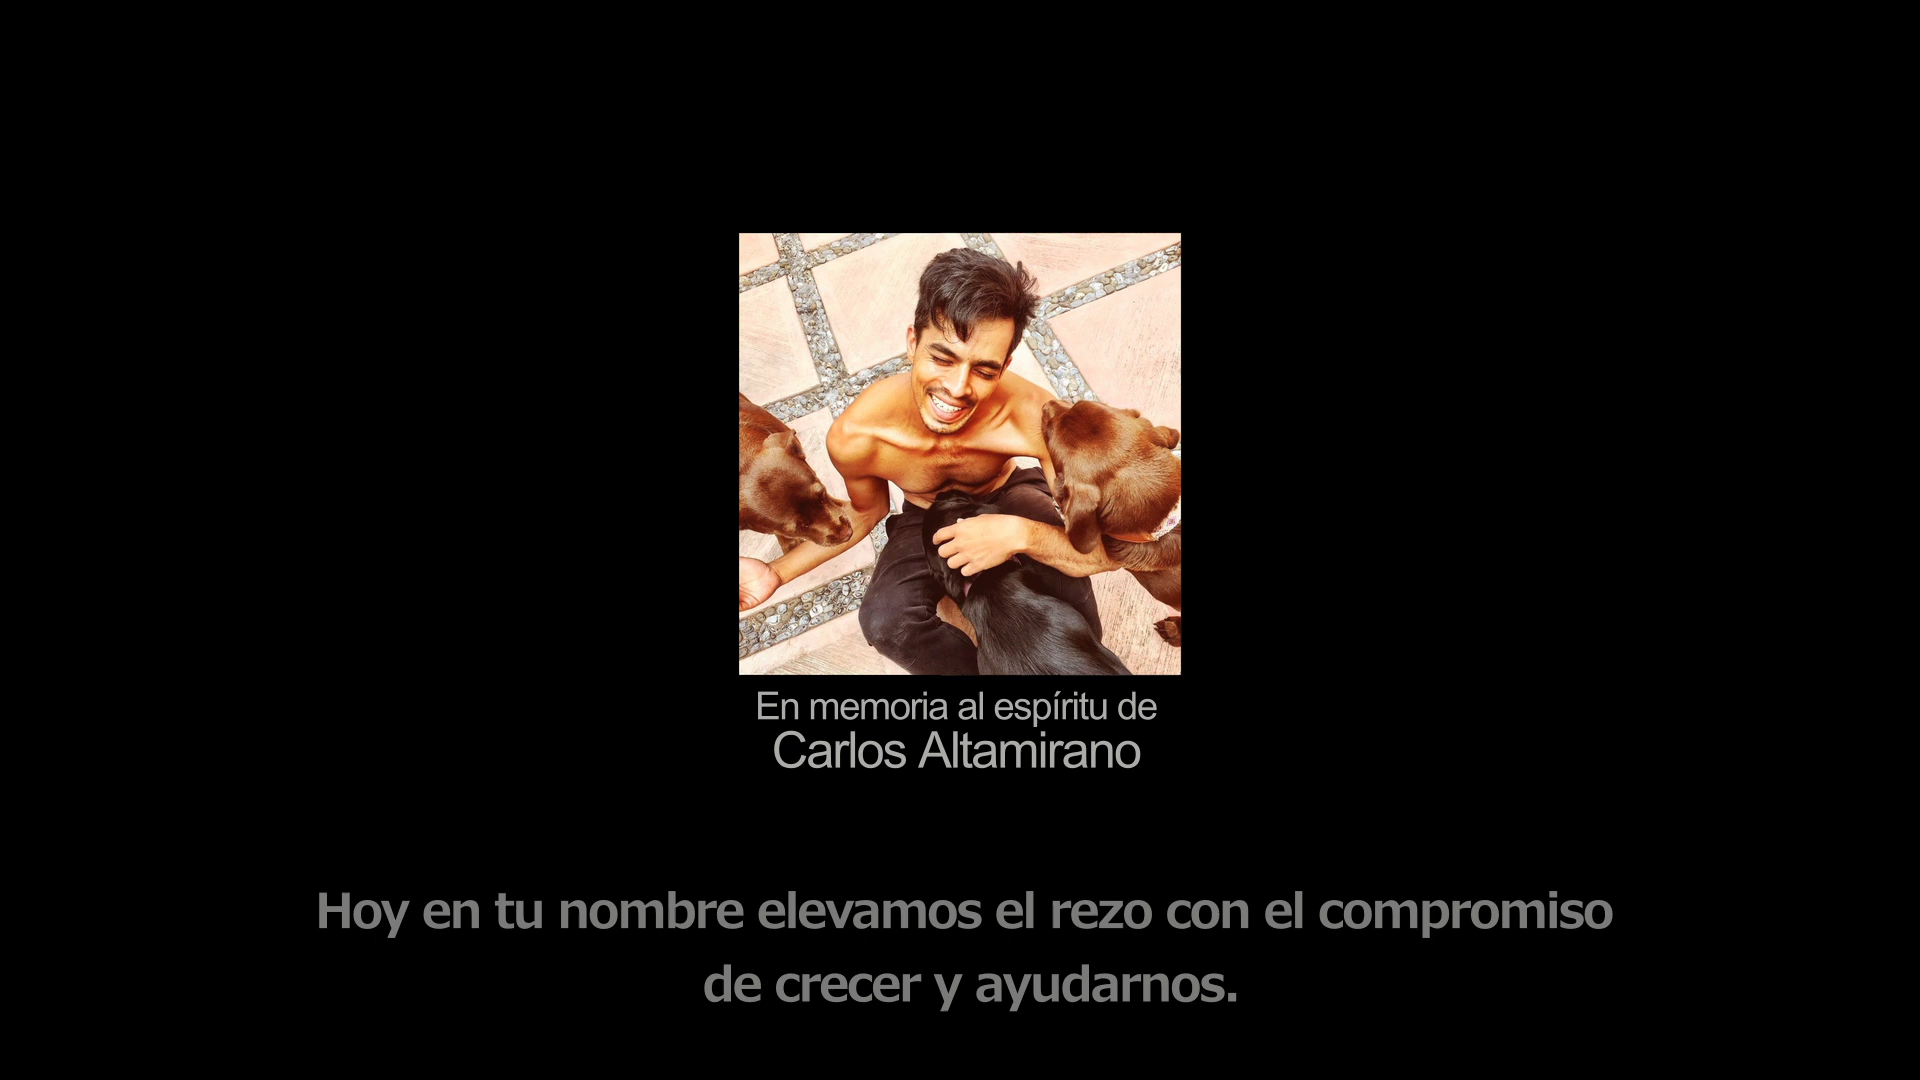 En memoria al espíritu de
Carlos Altamirano
Hoy en tu nombre elevamos el rezo con el compromiso
de crecer y ayudarnos.